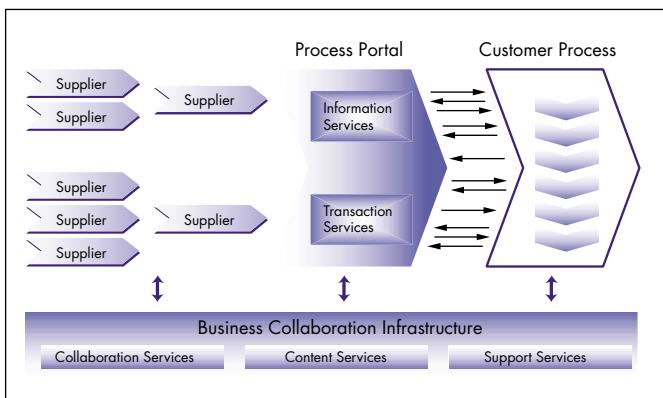 Process Portal
Customer Process
Supplier
Supplier
Supplier
Information
Services
Supplier
Supplier
Supplier
Supplier
Transaction
Services
Business Collaboration Infrastructure
Collaboration Services
Content Services
Support Services